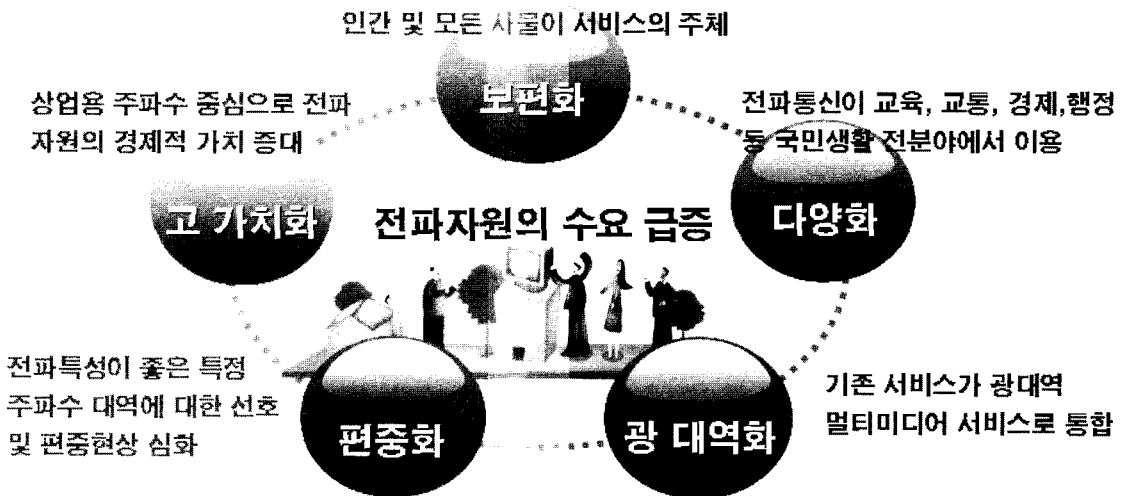 인간 및 모든 사물이 서비스의 주체
보편화
상업용 주파수 중심으로 전파
자원의 경제적 가치 증대
전파통신이 교육, 교통, 경제,행정
등 국민생활 전분야에서 이용
고 가치화
전파자원의 수요 급증
다양화
전파특성이 좋은 특정
주파수 대역에 대한 선호
및 편중현상 심화
편중화
광 대역화
기존 서비스가 광대역
멀티미디어 서비스로 통합